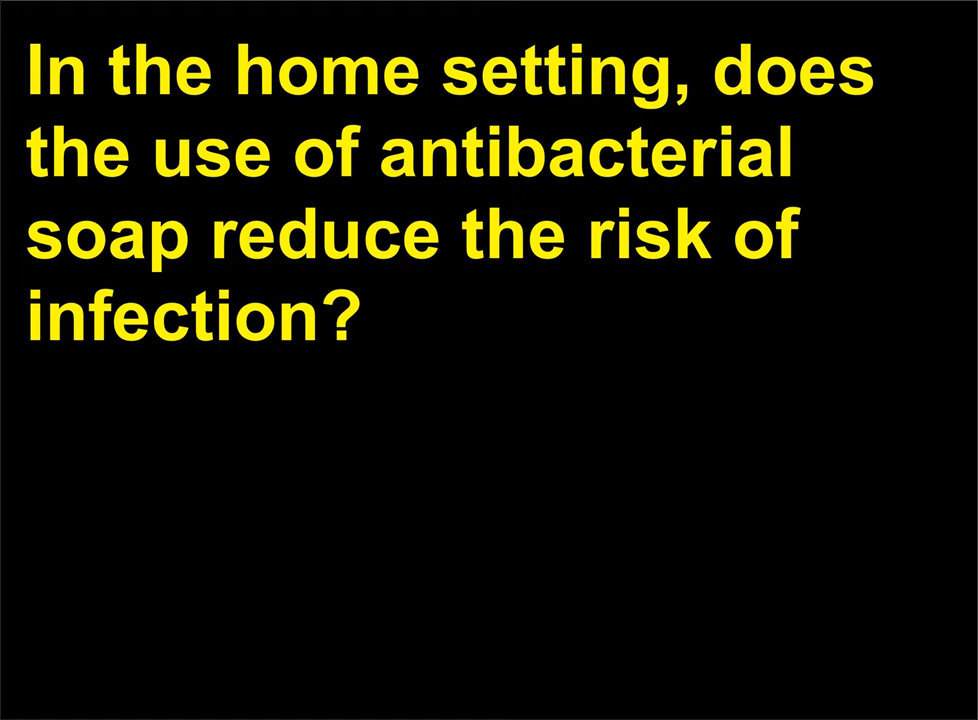 In the home setting, does
the use of antibacterial
soap reduce the risk of
infection?